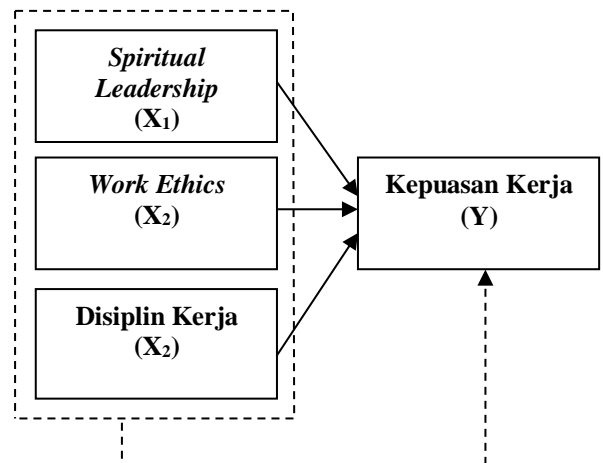 Spiritual
Leadership
(X₁)
Work Ethics
(X₂)
Disiplin Kerja
(X₂)
Kepuasan Kerja
(Y)